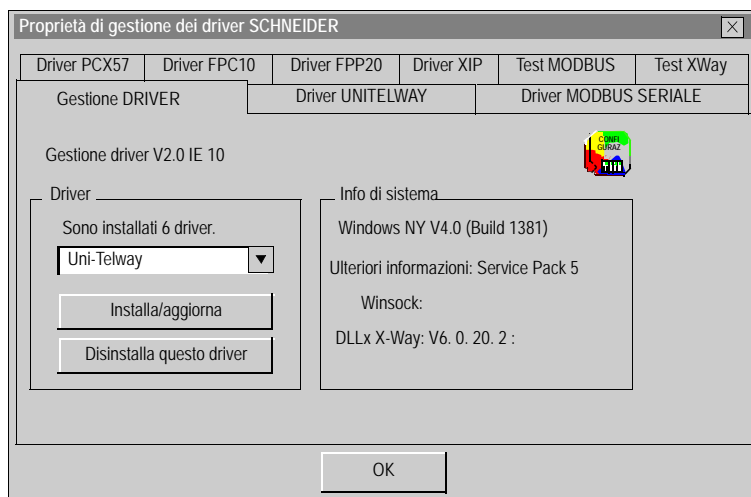 Proprietà di gestione dei driver SCHNEIDER
Driver PCX57 Driver FPC10 Driver FPP20 Driver XIP Test MODBUS Test XWay
Gestione DRIVER Driver UNITELWAY Driver MODBUS SERIALE
Gestione driver V2.0 IE 10
CONFI
GURAZ
Driver
Sono installati 6 driver.
Uni-Telway
Installa/aggiorna
Disinstalla questo driver
Info di sistema
Windows NY V4.0 (Build 1381)
Ulteriori informazioni: Service Pack 5
Winsock:
DLLx X-Way: V6. 0. 20. 2 :
OK